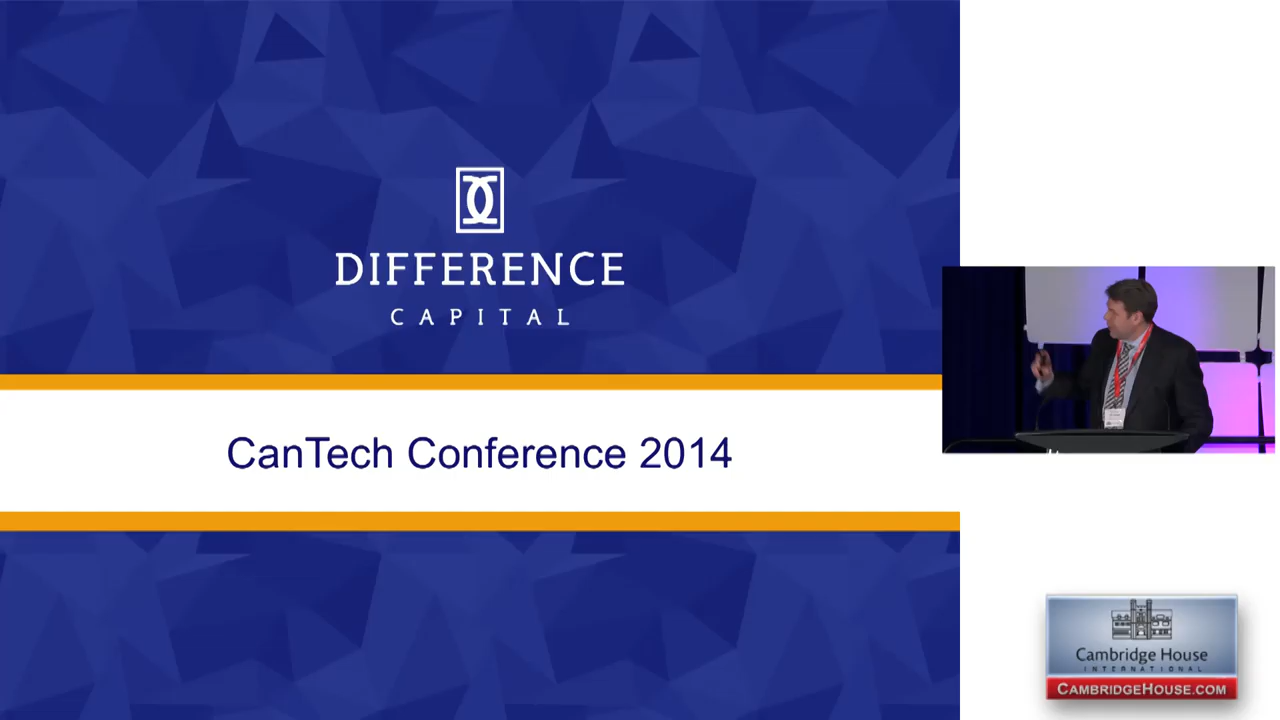 DIFFERENCE
CAPITAL
CanTech Conference 2014
Cambridge House
INTERNATIONAL
CAMBRIDGEHOUSE.COM